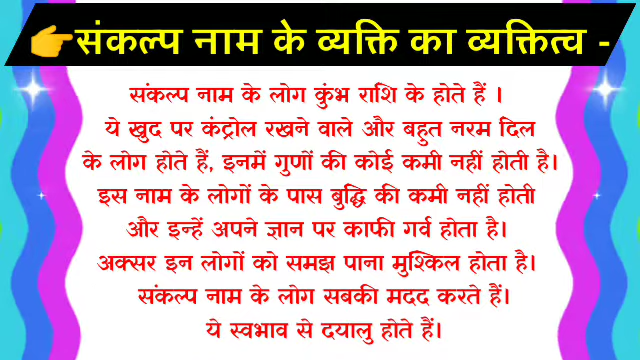 👉संकल्प नाम के व्यक्ति का व्यक्तित्व -
संकल्प नाम के लोग कुंभ राशि के होते हैं ।
ये खुद पर कंट्रोल रखने वाले और बहुत नरम दिल
के लोग होते हैं, इनमें गुणों की कोई कमी नहीं होती है।
इस नाम के लोगों के पास बुद्धि की कमी नहीं होती
और इन्हें अपने ज्ञान पर काफी गर्व होता है।
अक्सर इन लोगों को समझ पाना मुश्किल होता है।
संकल्प नाम के लोग सबकी मदद करते हैं।
ये स्वभाव से दयालु होते हैं।